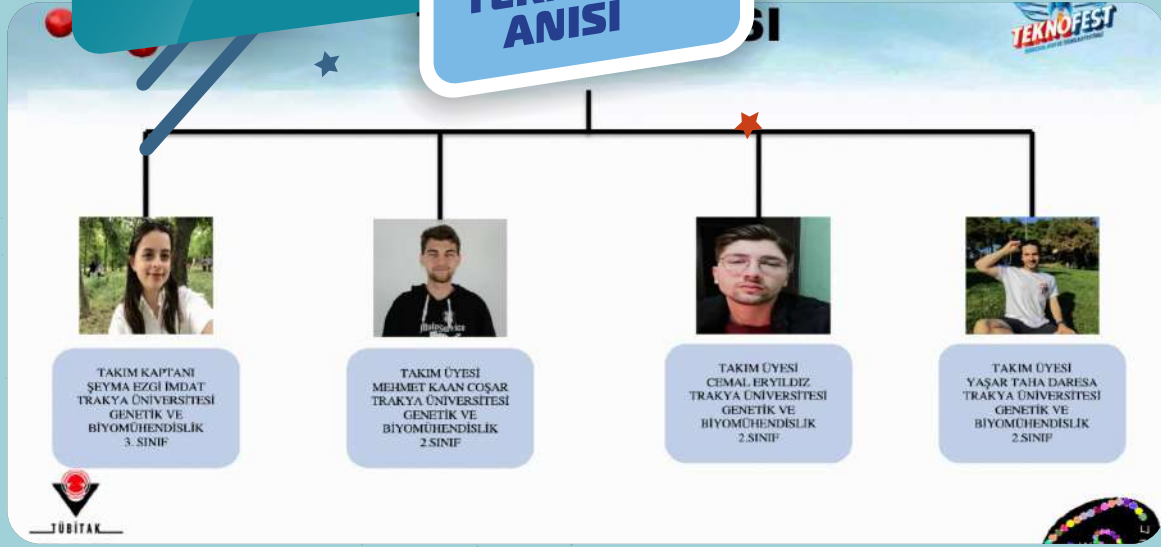 ANISI
SI
TEKNOFEST
TAKIM KAPTANI
ŞEYMA EZGİ İMDAT
TRAKYA ÜNİVERSİTESİ
GENETİK VE
BİYOMÜHENDİSLİK
3. SINIF
TAKIM ÜYESİ
MEHMET KAAN COŞAR
TRAKYA ÜNİVERSİTESİ
GENETİK VE
BİYOMÜHENDİSLİK
2.SINIF
TAKIM ÜYESİ
CEMAL ERYILDIZ
TRAKYA ÜNİVERSİTESİ
GENETİK VE
BİYOMÜHENDİSLİK
2.SINIF
TAKIM ÜYESİ
YAŞAR TAHA DARESA
TRAKYA ÜNİVERSİTESİ
GENETİK VE
BİYOMÜHENDİSLİK
2.SINIF
TÜBİTAK